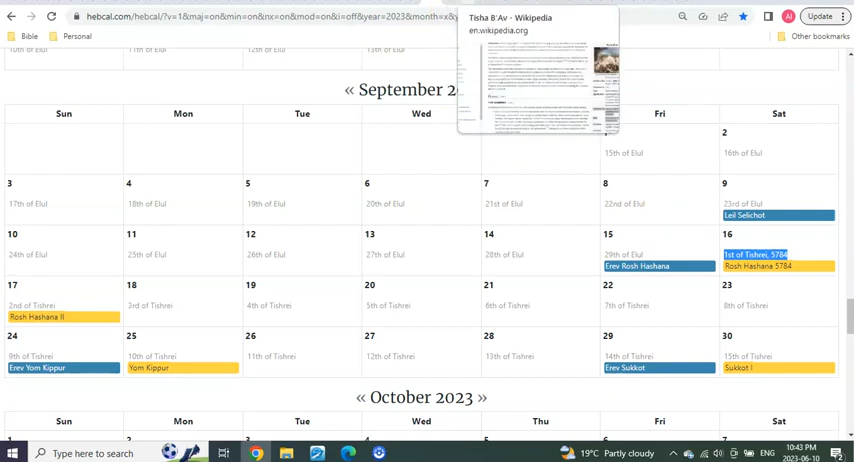 hebcal.com/hebcal/?v=1&maj=on&min=on&nx=on&mod=on&i=off&year=2023&month=x&y
Update
Bible
Personal
Other bookmarks
Tisha B'Av - Wikipedia
en.wikipedia.org
10th of Elul
11th of Elul
12th of Elul
13th of Elul
« September 2
Sun Mon Tue Wed Fri Sat
2
15th of Elul 16th of Elul
3 4 5 6 7 8 9
17th of Elul 18th of Elul 19th of Elul 20th of Elul 21st of Elul 22nd of Elul 23rd of Elul
Leil Selichot
10 11 12 13 14 15 16
24th of Elul 25th of Elul 26th of Elul 27th of Elul 28th of Elul 29th of Elul 1st of Tishrei, 5784
Erev Rosh Hashana Rosh Hashana 5784
17 18 19 20 21 22 23
2nd of Tishrei 3rd of Tishrei 4th of Tishrei 5th of Tishrei 6th of Tishrei 7th of Tishrei 8th of Tishrei
Rosh Hashana II
24 25 26 27 28 29 30
9th of Tishrei 10th of Tishrei 11th of Tishrei 12th of Tishrei 13th of Tishrei 14th of Tishrei 15th of Tishrei
Erev Yom Kippur Yom Kippur Erev Sukkot Sukkot I
« October 2023 »
Sun Mon Tue Wed Thu Fri Sat
Type here to search
19°C Partly cloudy
ENG
10:43 PM
2023-06-10
2